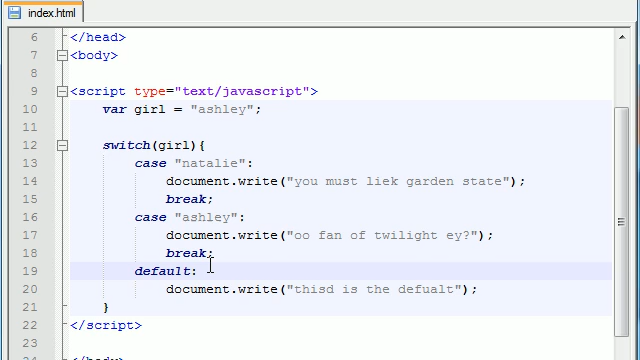 index.html
6 </head>
7 <body>
8
9 <script type="text/javascript">
10 var girl = "ashley";
11
12 switch(girl){
13 case "natalie":
14 document.write("you must liek garden state");
15 break;
16 case "ashley":
17 document.write("oo fan of twilight ey?");
18 break;
19 default:
20 document.write("thisd is the defualt");
21 }
22 </script>
23